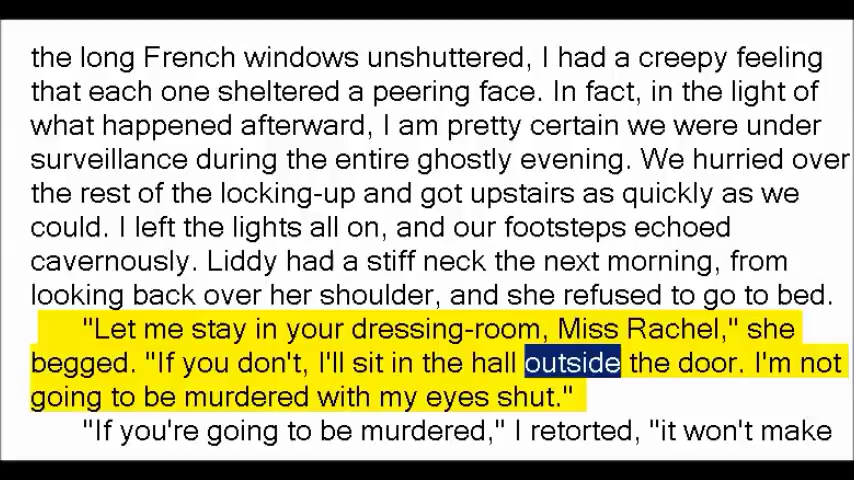 the long French windows unshuttered, I had a creepy feeling
that each one sheltered a peering face. In fact, in the light of
what happened afterward, I am pretty certain we were under
surveillance during the entire ghostly evening. We hurried over
the rest of the locking-up and got upstairs as quickly as we
could. I left the lights all on, and our footsteps echoed
cavernously. Liddy had a stiff neck the next morning, from
looking back over her shoulder, and she refused to go to bed.
"Let me stay in your dressing-room, Miss Rachel," she
begged. "If you don't, I'll sit in the hall outside the door. I'm not
going to be murdered with my eyes shut."
"If you're going to be murdered," I retorted, "it won't make